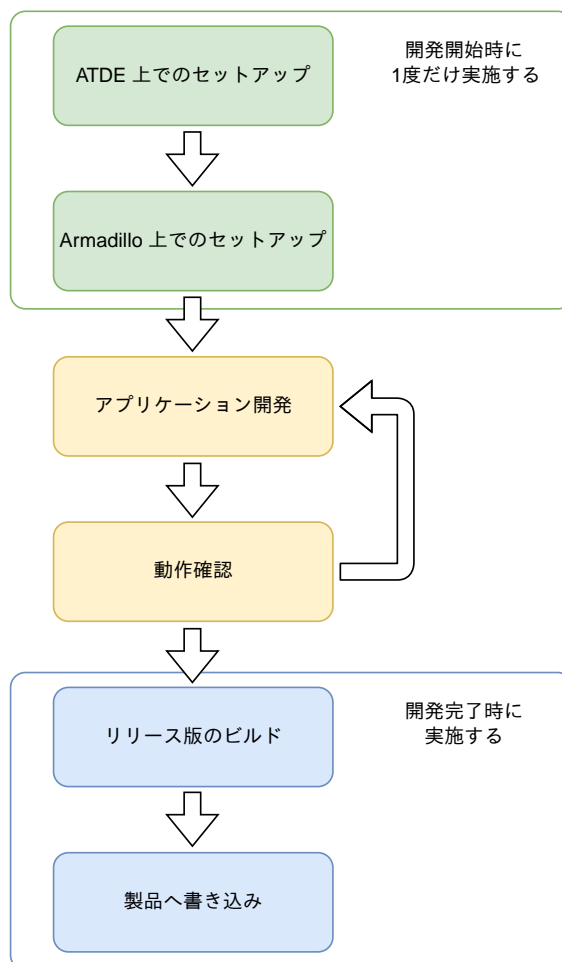 ATDE 上でのセットアップ
開発開始時に
1度だけ実施する
Armadillo 上でのセットアップ
アプリケーション開発
動作確認
リリース版のビルド
開発完了時に
実施する
製品へ書き込み